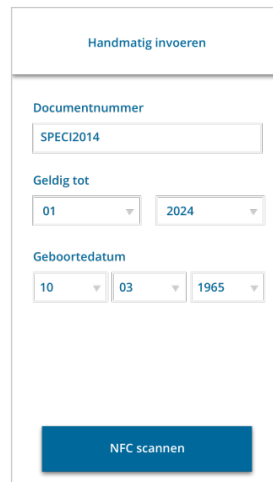 Handmatig invoeren
Documentnummer
SPECI2014
Geldig tot
01 2024
Geboortedatum
10 03 1965
NFC scannen